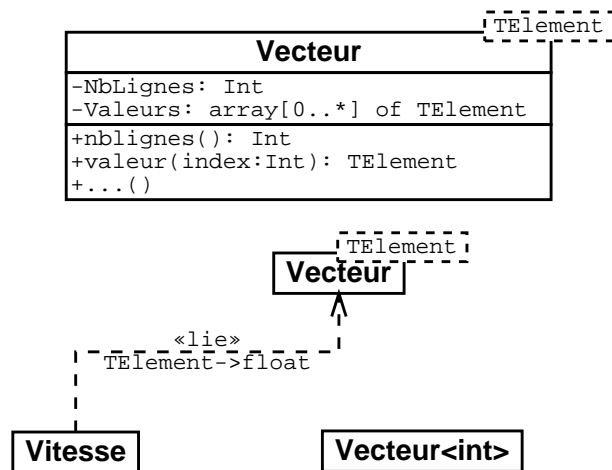 TElement
Vecteur
-NbLignes: Int
-Valeurs: array[0..*] of TElement
+nblignes(): Int
+valeur(index:Int): TElement
+...()
TElement
Vecteur
«lie»
TElement->float
Vitesse
Vecteur<int>